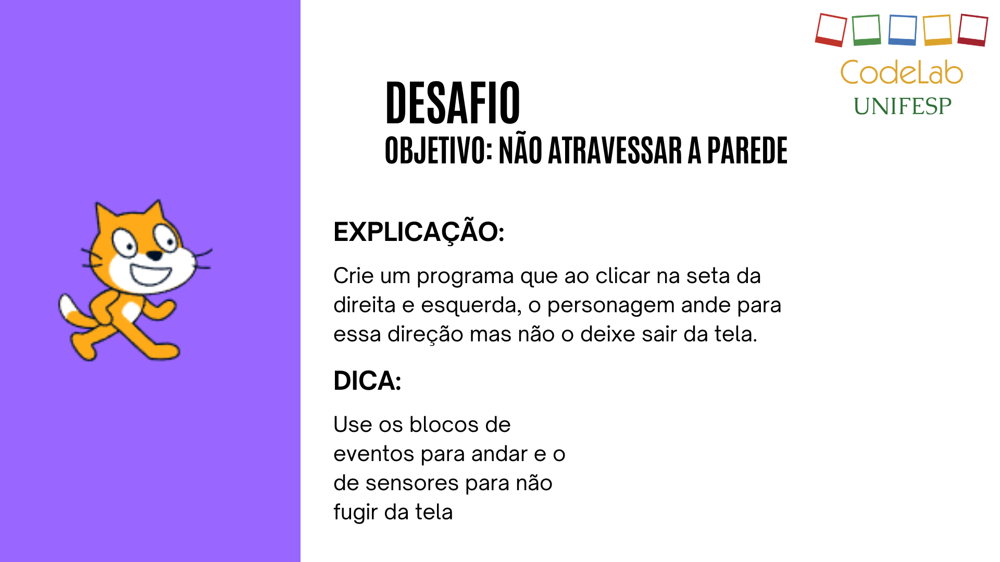 CodeLab
UNIFESP
DESAFIO
OBJETIVO: NÃO ATRAVESSAR A PAREDE
EXPLICAÇÃO:
Crie um programa que ao clicar na seta da
direita e esquerda, o personagem ande para
essa direção mas não o deixe sair da tela.
DICA:
Use os blocos de
eventos para andar e o
de sensores para não
fugir da tela